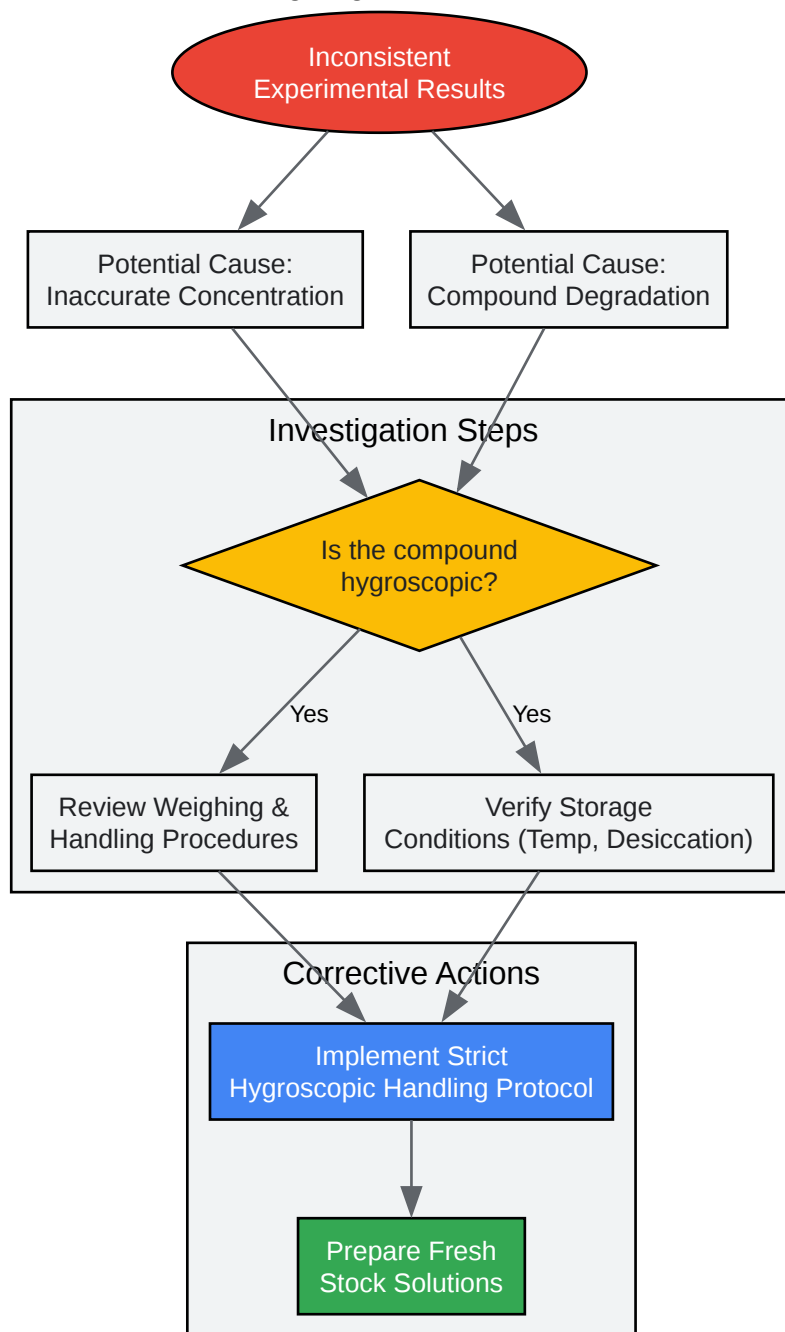 Inconsistent
Experimental Results
Potential Cause:
Inaccurate Concentration
Potential Cause:
Compound Degradation
Investigation Steps
Is the compound
hygroscopic?
Yes
Yes
Review Weighing &
Handling Procedures
Verify Storage
Conditions (Temp, Desiccation)
Corrective Actions
Implement Strict
Hygroscopic Handling Protocol
Prepare Fresh
Stock Solutions